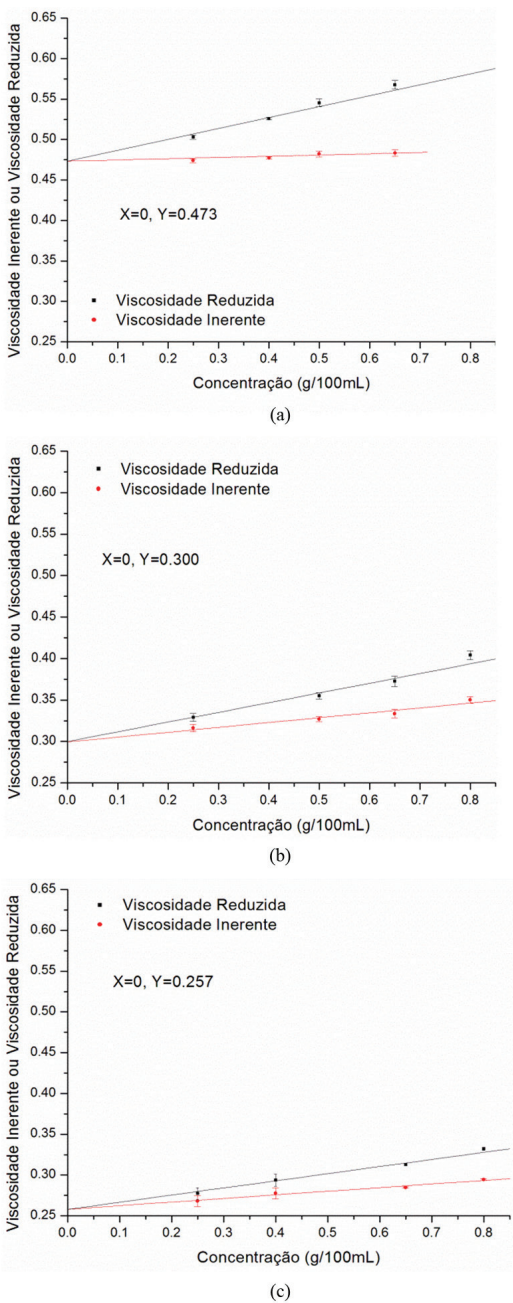 Viscosidade Inerente ou Viscosidade Reduzida
0.65
0.60
0.55
0.50
0.45
0.40
0.35
0.30
0.25
X=0, Y=0.473
Viscosidade Reduzida
Viscosidade Inerente
0.0 0.1 0.2 0.3 0.4 0.5 0.6 0.7 0.8
Concentração (g/100mL)
(a)
Viscosidade Inerente ou Viscosidade Reduzida
0.65
0.60
0.55
0.50
0.45
0.40
0.35
0.30
0.25
Viscosidade Reduzida
Viscosidade Inerente
X=0, Y=0.300
0.0 0.1 0.2 0.3 0.4 0.5 0.6 0.7 0.8
Concentração (g/100mL)
(b)
Viscosidade Inerente ou Viscosidade Reduzida
0.65
0.60
0.55
0.50
0.45
0.40
0.35
0.30
0.25
Viscosidade Reduzida
Viscosidade Inerente
X=0, Y=0.257
0.0 0.1 0.2 0.3 0.4 0.5 0.6 0.7 0.8
Concentração (g/100mL)
(c)